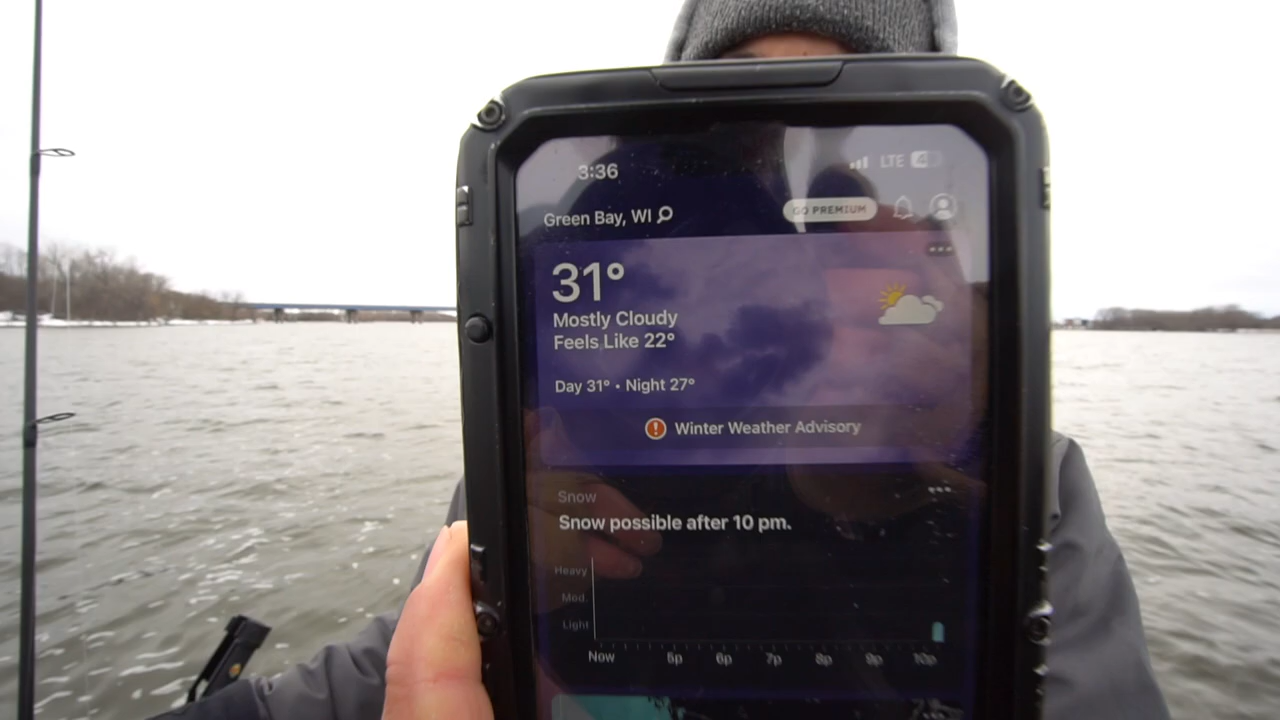 3:36 LTE
Green Bay, WI GO PREMIUM
31°
Mostly Cloudy
Feels Like 22°
Day 31° • Night 27°
Winter Weather Advisory
Snow
Snow possible after 10 pm.
Heavy
Mod.
Light
Now 5p 6p 7p 8p 9p 10p